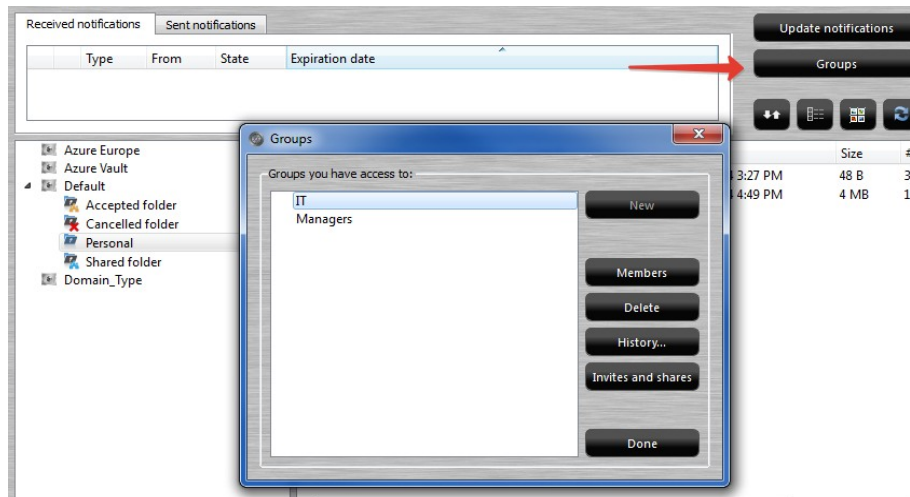 Received notifications
Sent notifications
Update notifications
Type From State Expiration date
Groups
Azure Europe
Azure Vault
Default
Accepted folder
Cancelled folder
Personal
Shared folder
Domain_Type
Groups
Groups you have access to:
IT
Managers
New
Members
Delete
History...
Invites and shares
Done
Size #
3:27 PM 48 B 3
4:49 PM 4 MB 1